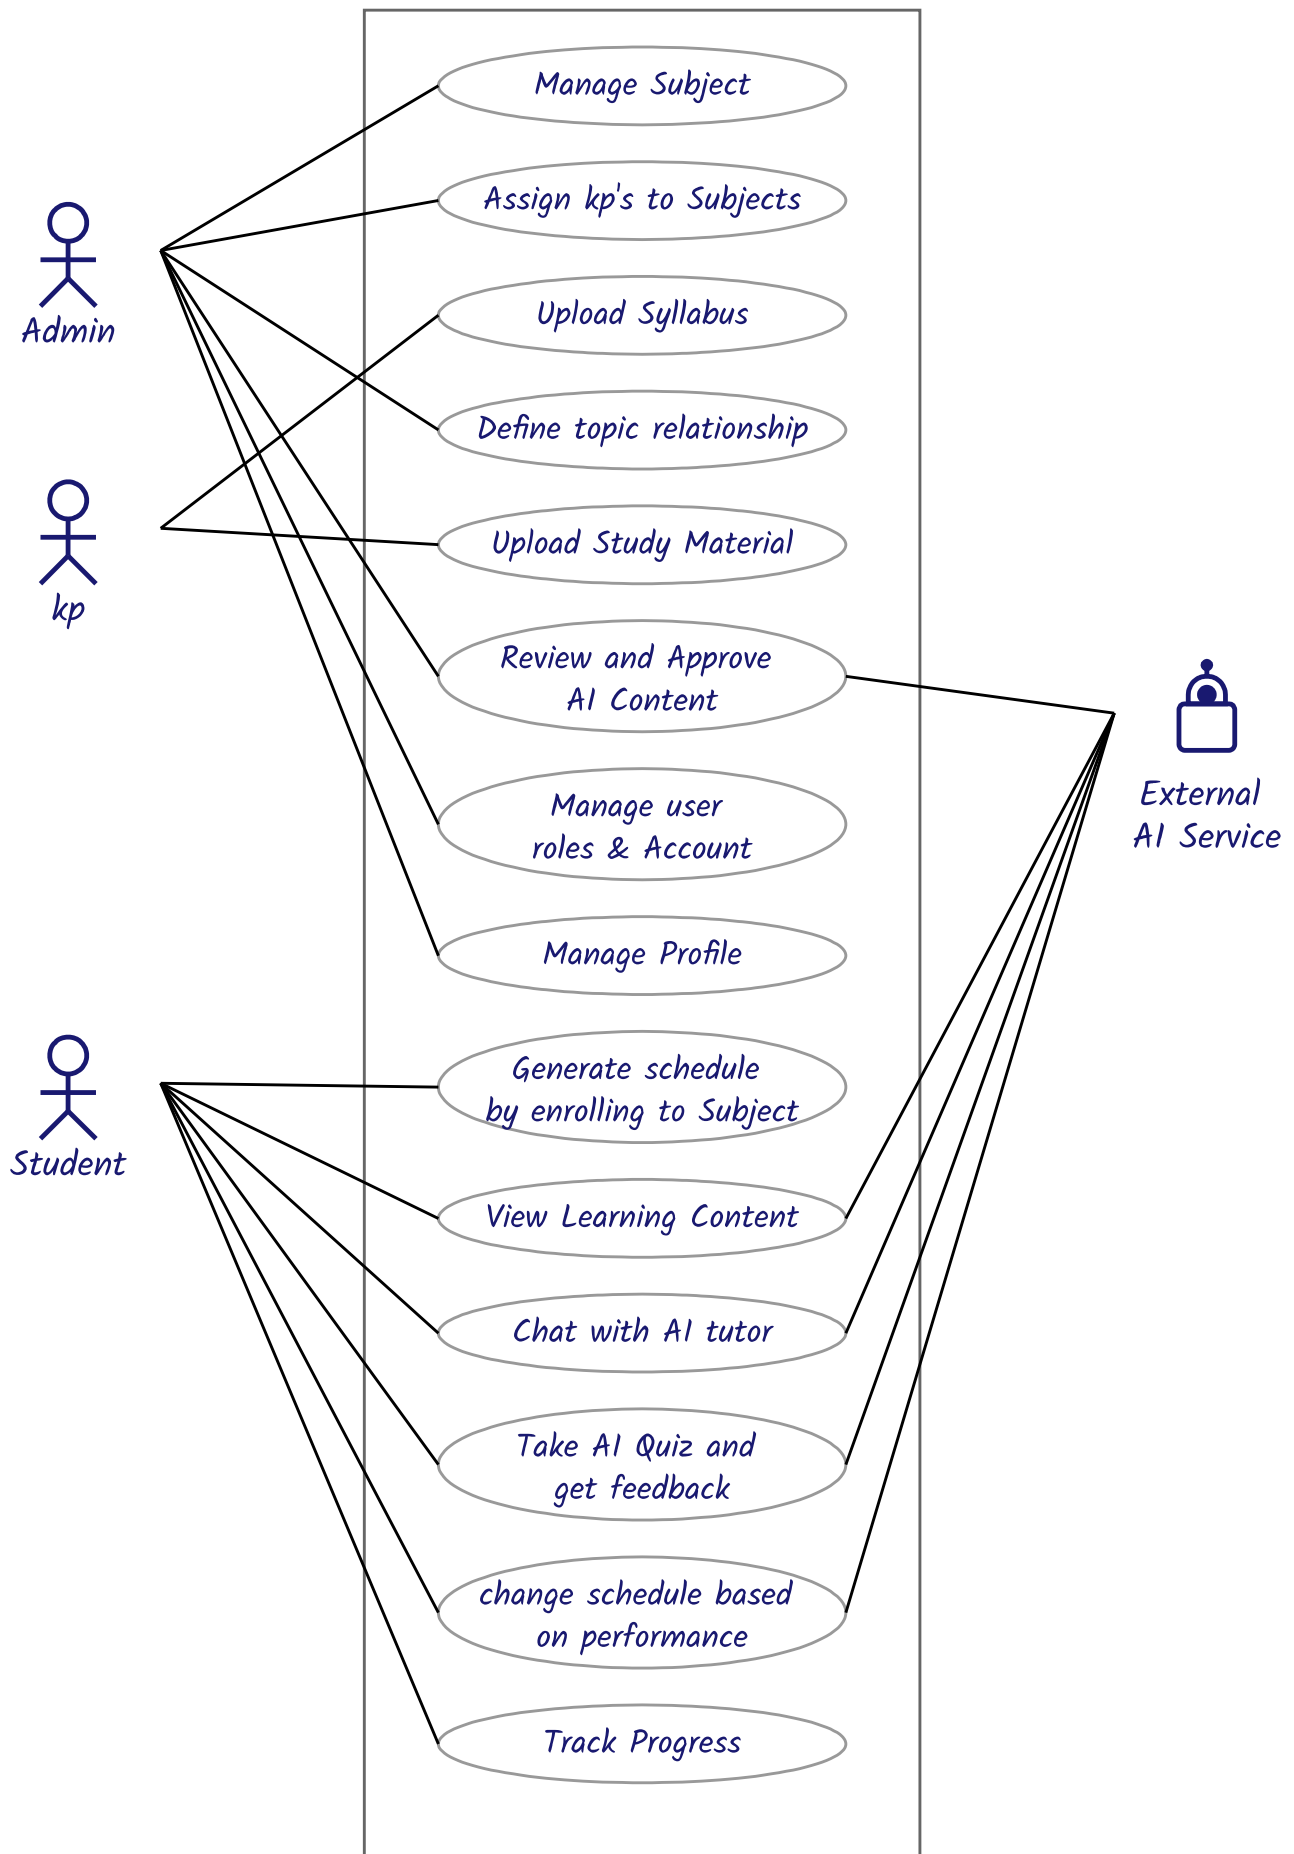 Manage Subject
Assign kp's to Subjects
Admin
Upload Syllabus
Define topic relationship
kp
Upload Study Material
Review and Approve
AI Content
Manage user
roles & Account
External
AI Service
Manage Profile
Student
Generate schedule
by enrolling to Subject
View Learning Content
Chat with AI tutor
Take AI Quiz and
get feedback
change schedule based
on performance
Track Progress